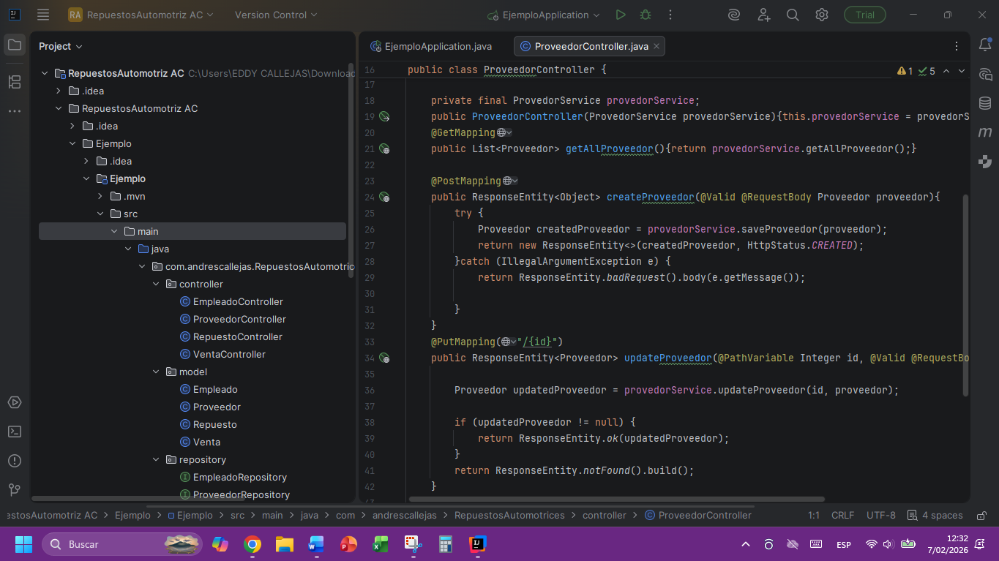 RA RepuestosAutomotriz AC Version Control EjemploApplication Trial
Project
RepuestosAutomotriz AC C:\Users\EDDY CALLEJAS\Downloa
.idea
RepuestosAutomotriz AC
.idea
Ejemplo
.idea
Ejemplo
.mvn
src
main
java
com.andrescallejas.RepuestosAutomotric
controller
EmpleadoController
ProveedorController
RepuestoController
VentaController
model
Empleado
Proveedor
Repuesto
Venta
repository
EmpleadoRepository
ProveedorRepository
EjemploApplication.java ProveedorController.java
16 public class ProveedorController { 1 5
17
18 private final ProvedorService provedorService;
19 public ProveedorController(ProvedorService provedorService){this.provedorService = provedorS
20 @GetMapping
21 public List<Proveedor> getAllProveedor(){return provedorService.getAllProveedor();}
22
23 @PostMapping
24 public ResponseEntity<Object> createProveedor(@Valid @RequestBody Proveedor proveedor){
25 try {
26 Proveedor createdProveedor = provedorService.saveProveedor(proveedor);
27 return new ResponseEntity<>(createdProveedor, HttpStatus.CREATED);
28 }catch (IllegalArgumentException e) {
29 return ResponseEntity.badRequest().body(e.getMessage());
30
31 }
32 }
33 @PutMapping("/{id}")
34 public ResponseEntity<Proveedor> updateProveedor(@PathVariable Integer id, @Valid @RequestBo
35
36 Proveedor updatedProveedor = provedorService.updateProveedor(id, proveedor);
37
38 if (updatedProveedor != null) {
39 return ResponseEntity.ok(updatedProveedor);
40 }
41 return ResponseEntity.notFound().build();
42 }
estosAutomotriz AC > Ejemplo > Ejemplo > src > main > java > com > andrescallejas > RepuestosAutomotrices > controller > ProveedorController 1:1 CRLF UTF-8 4 spaces
Buscar ESP 12:32
7/02/2026